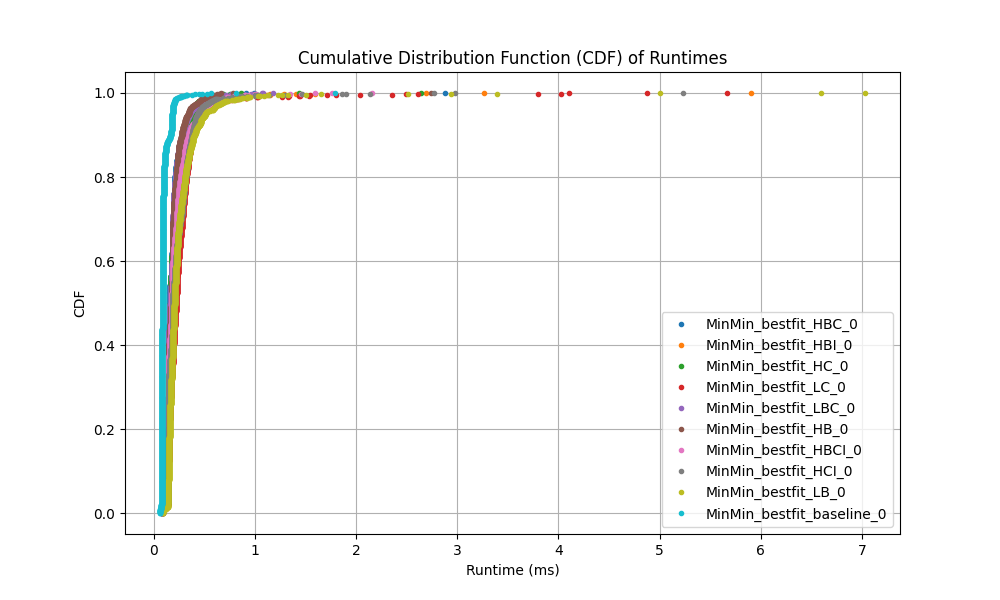 Cumulative Distribution Function (CDF) of Runtimes
CDF
1.0
0.8
0.6
0.4
0.2
0.0
MinMin_bestfit_HBC_0
MinMin_bestfit_HBI_0
MinMin_bestfit_HC_0
MinMin_bestfit_LC_0
MinMin_bestfit_LBC_0
MinMin_bestfit_HB_0
MinMin_bestfit_HBCI_0
MinMin_bestfit_HCI_0
MinMin_bestfit_LB_0
MinMin_bestfit_baseline_0
0 1 2 3 4 5 6 7
Runtime (ms)